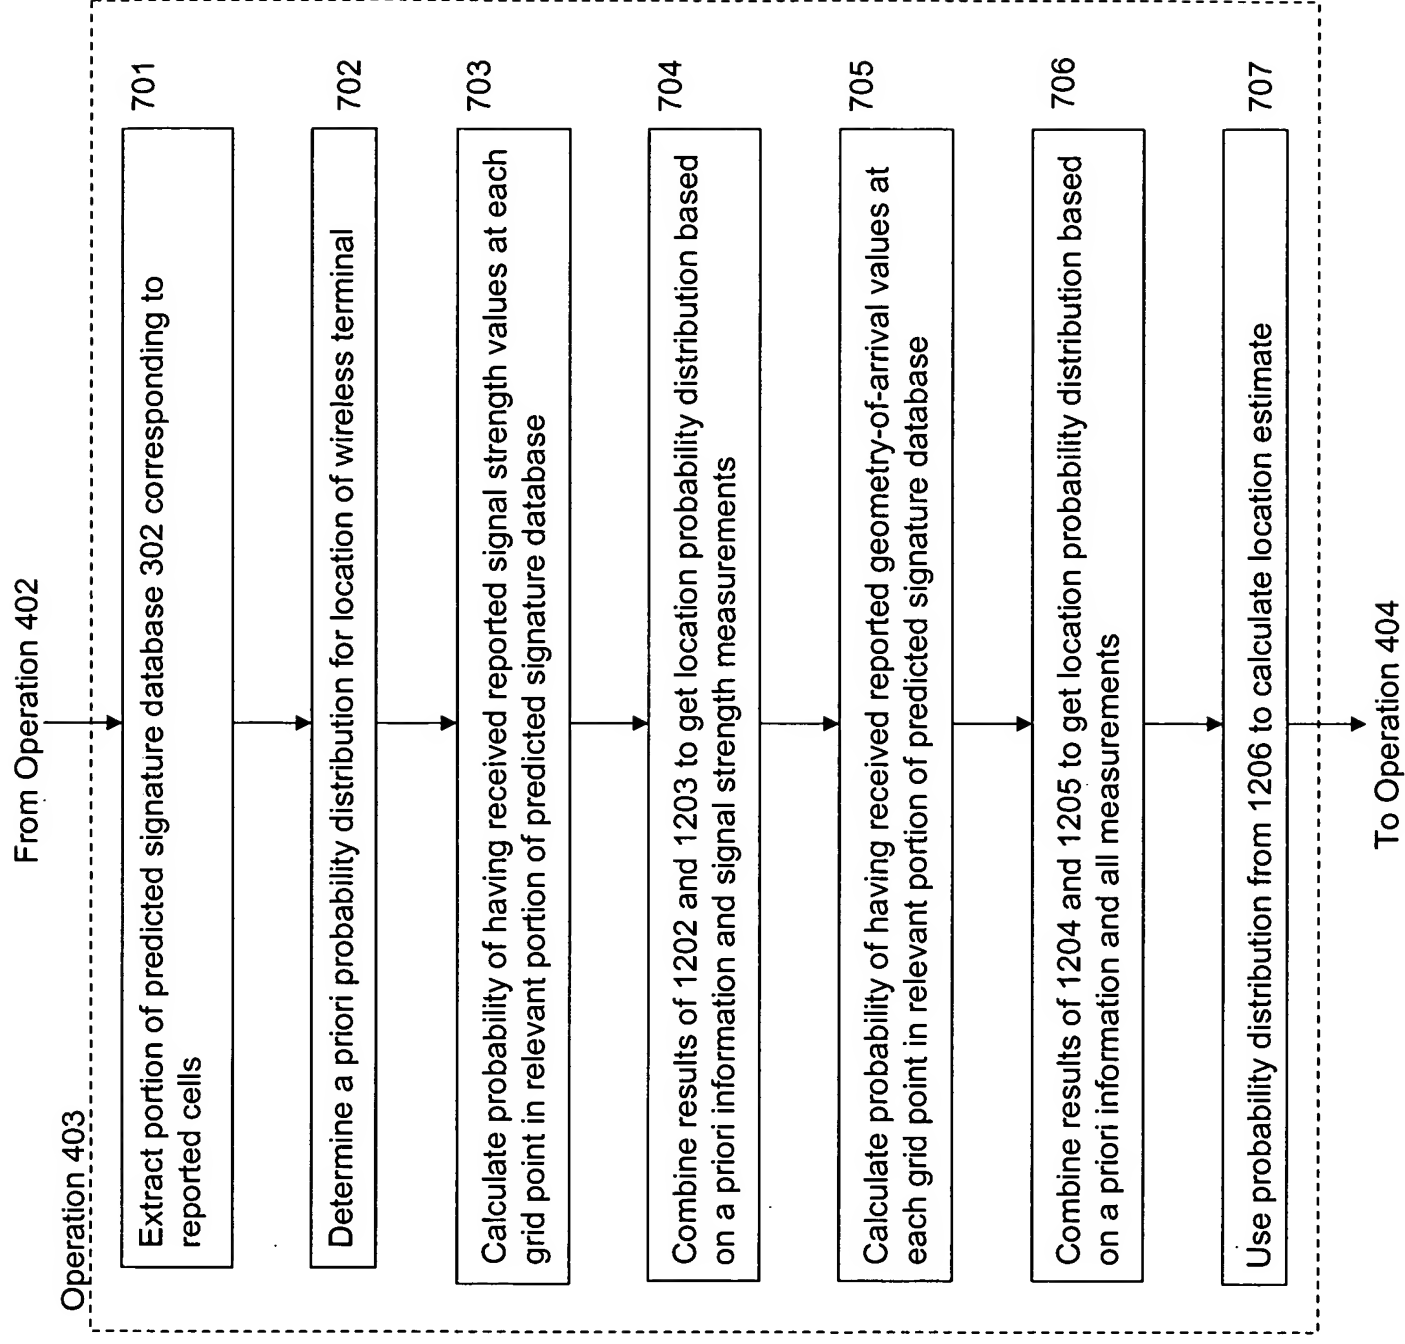 From Operation 402
Operation 403
Extract portion of predicted signature database 302 corresponding to
reported cells
701
Determine a priori probability distribution for location of wireless terminal
702
Calculate probability of having received reported signal strength values at each
grid point in relevant portion of predicted signature database
703
Combine results of 1202 and 1203 to get location probability distribution based
on a priori information and signal strength measurements
704
Calculate probability of having received reported geometry-of-arrival values at
each grid point in relevant portion of predicted signature database
705
Combine results of 1204 and 1205 to get location probability distribution based
on a priori information and all measurements
706
Use probability distribution from 1206 to calculate location estimate
707
To Operation 404